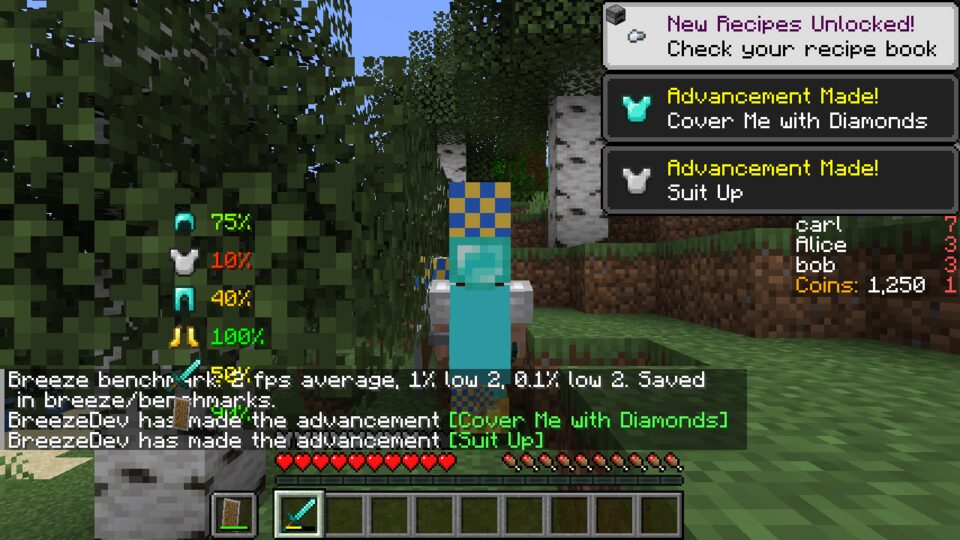 New Recipes Unlocked!
Check your recipe book
Advancement Made!
Cover Me with Diamonds
Advancement Made!
Suit Up
carl 7
Alice 3
bob 3
Coins: 1,250 1
75%
10%
40%
100%
50%
Breeze benchmark: 2 fps average, 1% low 2, 0.1% low 2. Saved
in breeze/benchmarks.
BreezeDev has made the advancement [Cover Me with Diamonds]
BreezeDev has made the advancement [Suit Up]